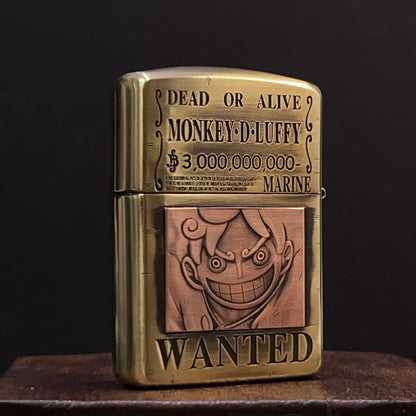 DEAD OR ALIVE
MONKEY·D·LUFFY
฿3,000,000,000-
MARINE
WANTED